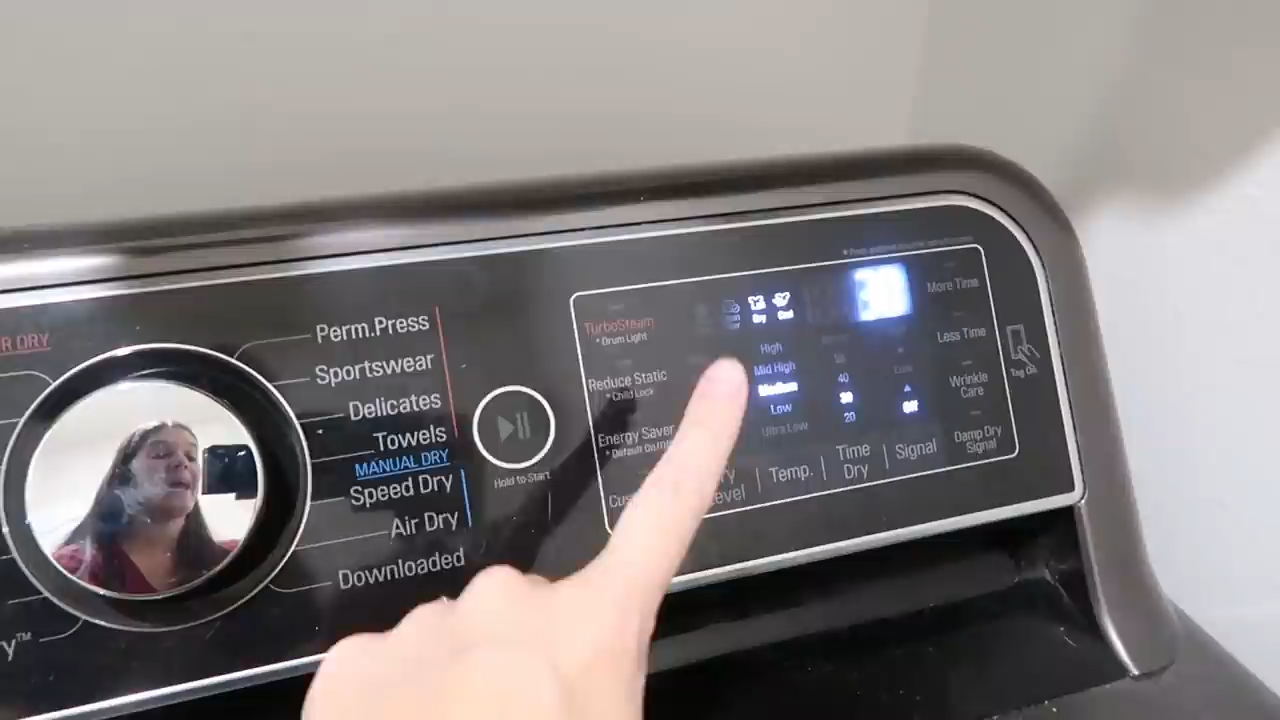 R DRY
Perm.Press
Sportswear
Delicates
Towels
MANUAL DRY
Speed Dry
Air Dry
Downloaded
y™
Hold to Start
TurboSteam
* Drum Light
Reduce Static
* Child Lock
Energy Saver
Dry
Cool
High
Mid High
Medium
Low
Ultra Low
50
40
30
20
Off
Temp.
Time
Dry
Signal
More Time
Less Time
Wrinkle
Care
Damp Dry
Signal
Tag On